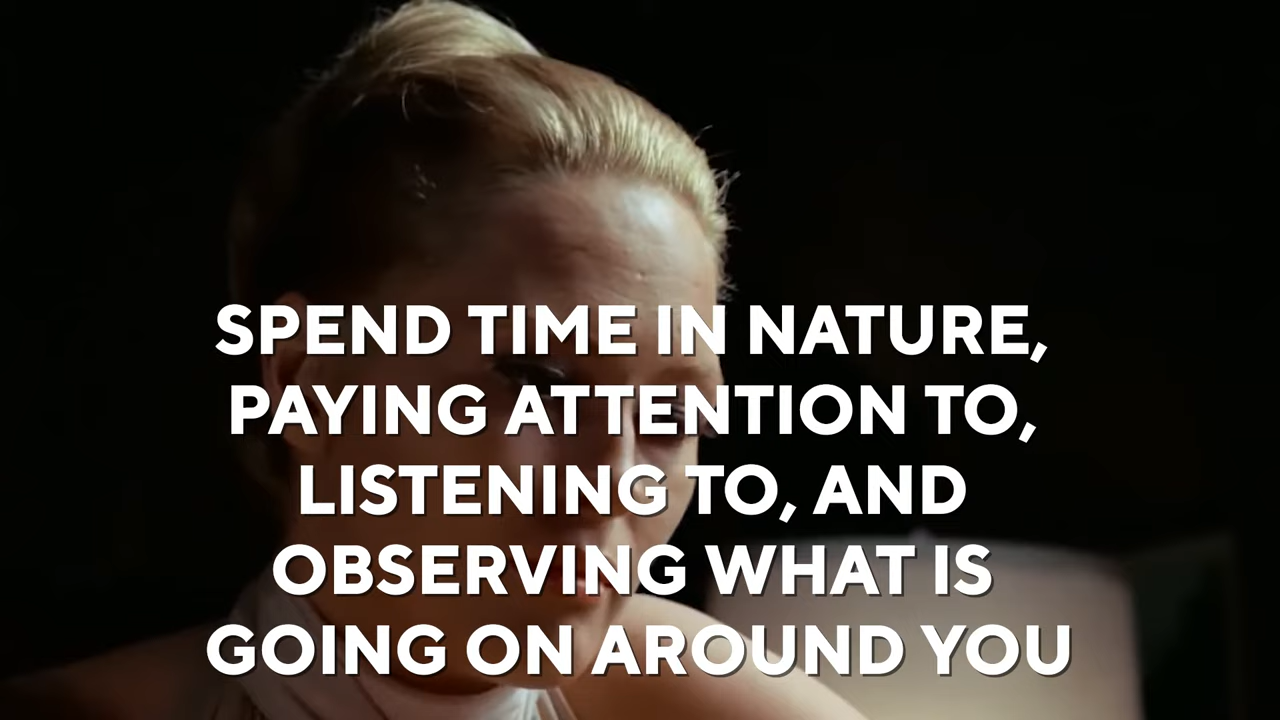 SPEND TIME IN NATURE,
PAYING ATTENTION TO,
LISTENING TO, AND
OBSERVING WHAT IS
GOING ON AROUND YOU